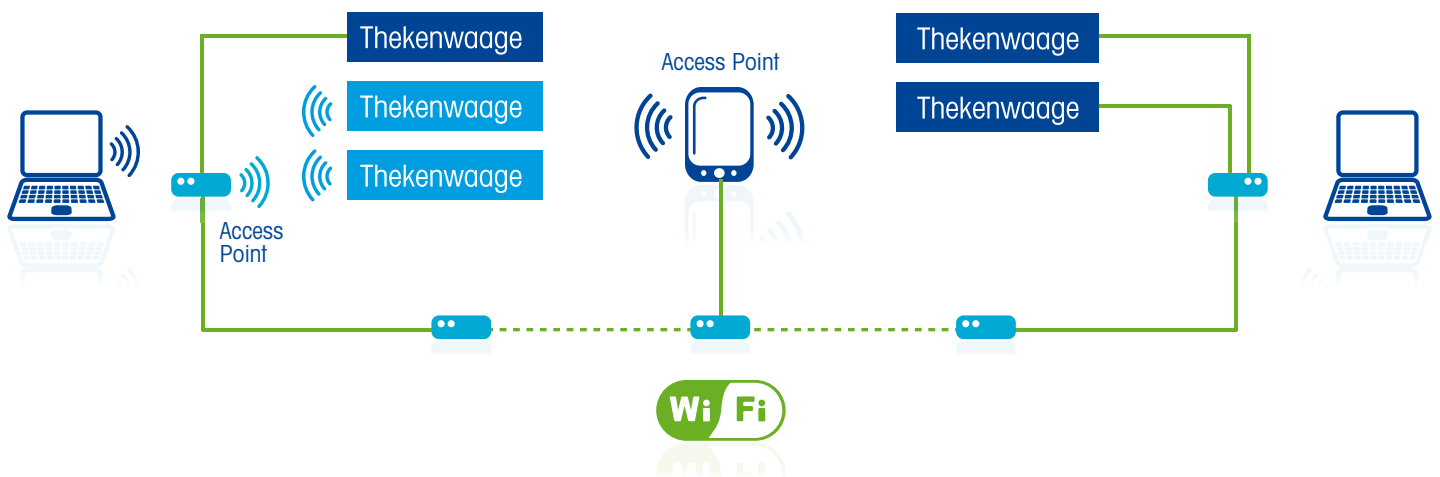 Thekenwaage
Thekenwaage
Thekenwaage
Access
Point
Access Point
Thekenwaage
Thekenwaage
Wi Fi